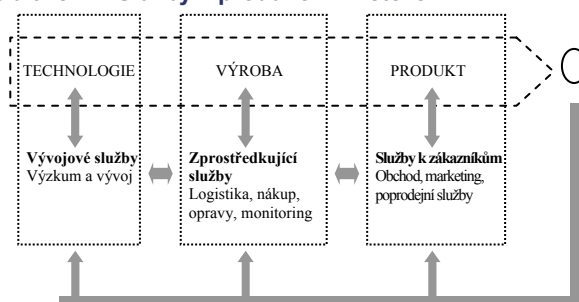 TECHNOLOGIE
VÝROBA
PRODUKT
Vývojové služby
Výzkum a vývoj
Zprostředkující
služby
Logistika, nákup,
opravy, monitoring
Služby k zákazníkům
Obchod, marketing,
poprodejní služby